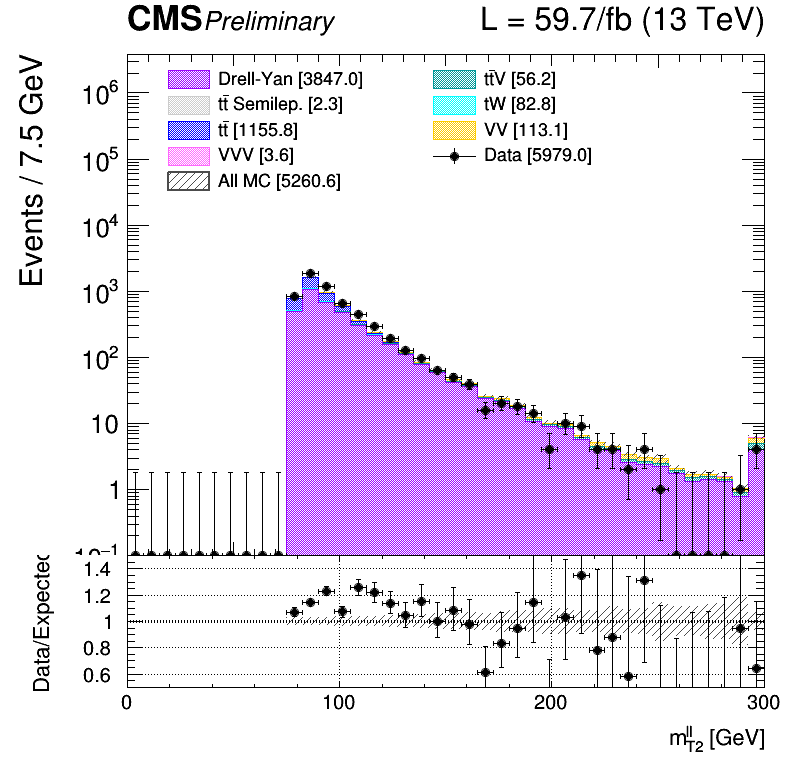 CMS Preliminary L = 59.7/fb (13 TeV)
Events / 7.5 GeV
Drell-Yan [3847.0]
tt̄ Semilep. [2.3]
tt̄ [1155.8]
VVV [3.6]
All MC [5260.6]
tt̄V [56.2]
tW [82.8]
VV [113.1]
Data [5979.0]
10⁶
10⁵
10⁴
10³
10²
10
1
10⁻¹
Data/Expected
1.4
1.2
1
0.8
0.6
0 100 200 300
m_{T2}^{ll} [GeV]